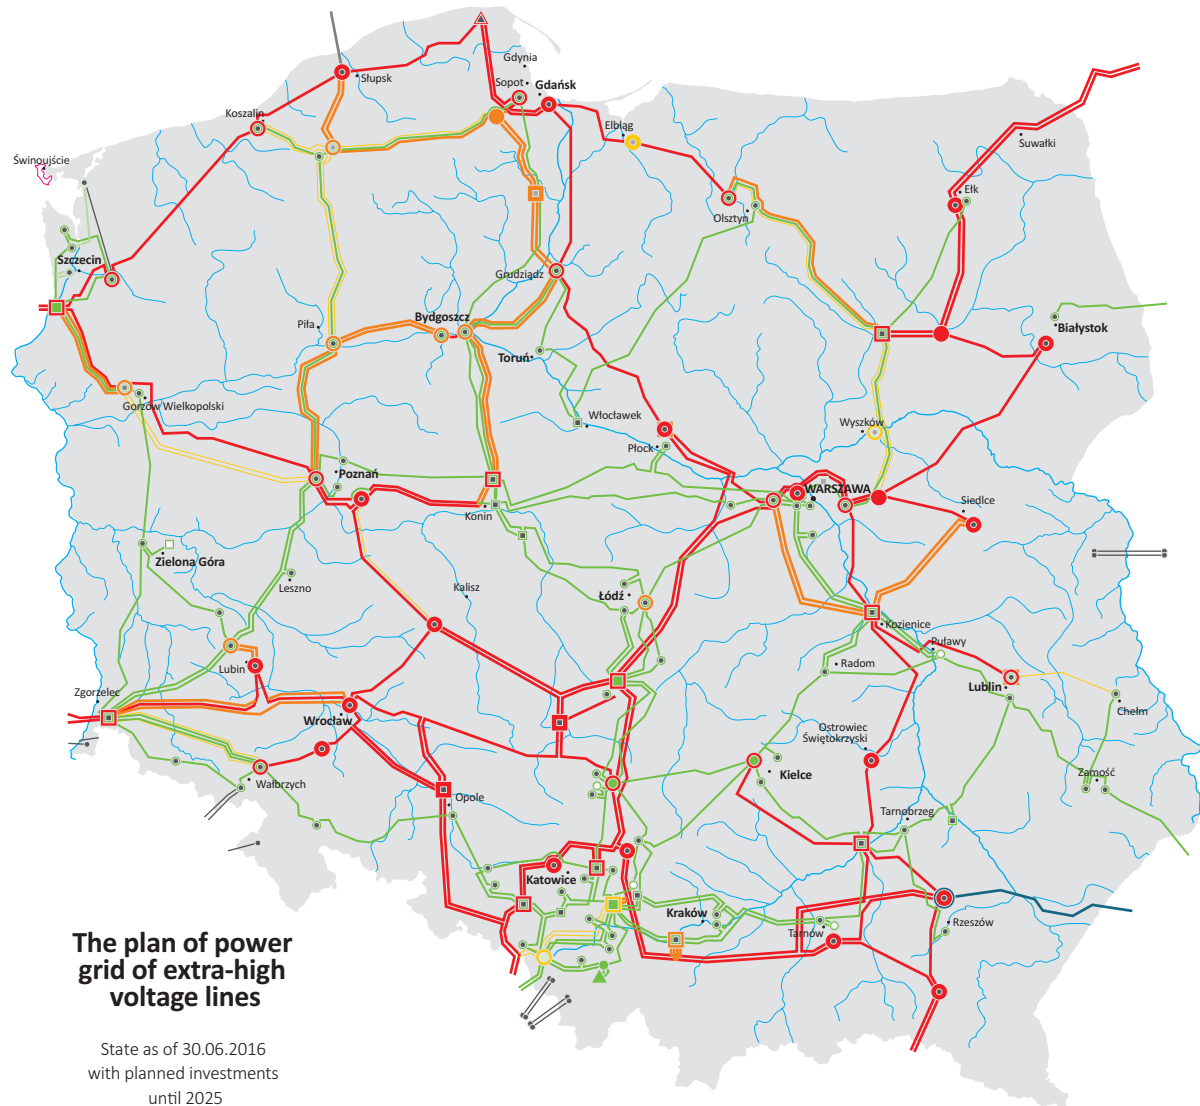 Gdynia
Słupsk
Sopot
Gdańsk
Koszalin
Elbląg
Suwałki
Świnoujście
Ełk
Olsztyn
Szczecin
Grudziądz
Bydgoszcz
Piła
Białystok
Toruń
Gorzów Wielkopolski
Włocławek
Wyszków
Płock
Poznań
WARSZAWA
Siedlce
Konin
Zielona Góra
Leszno
Kalisz
Łódź
Kozienice
Puławy
Lubin
Radom
Lublin
Zgorzelec
Chełm
Wrocław
Ostrowiec
Świętokrzyski
Kielce
Zamość
Wałbrzych
Opole
Tarnobrzeg
Katowice
Kraków
Rzeszów
Tarnów
The plan of power
grid of extra-high
voltage lines
State as of 30.06.2016
with planned investments
until 2025